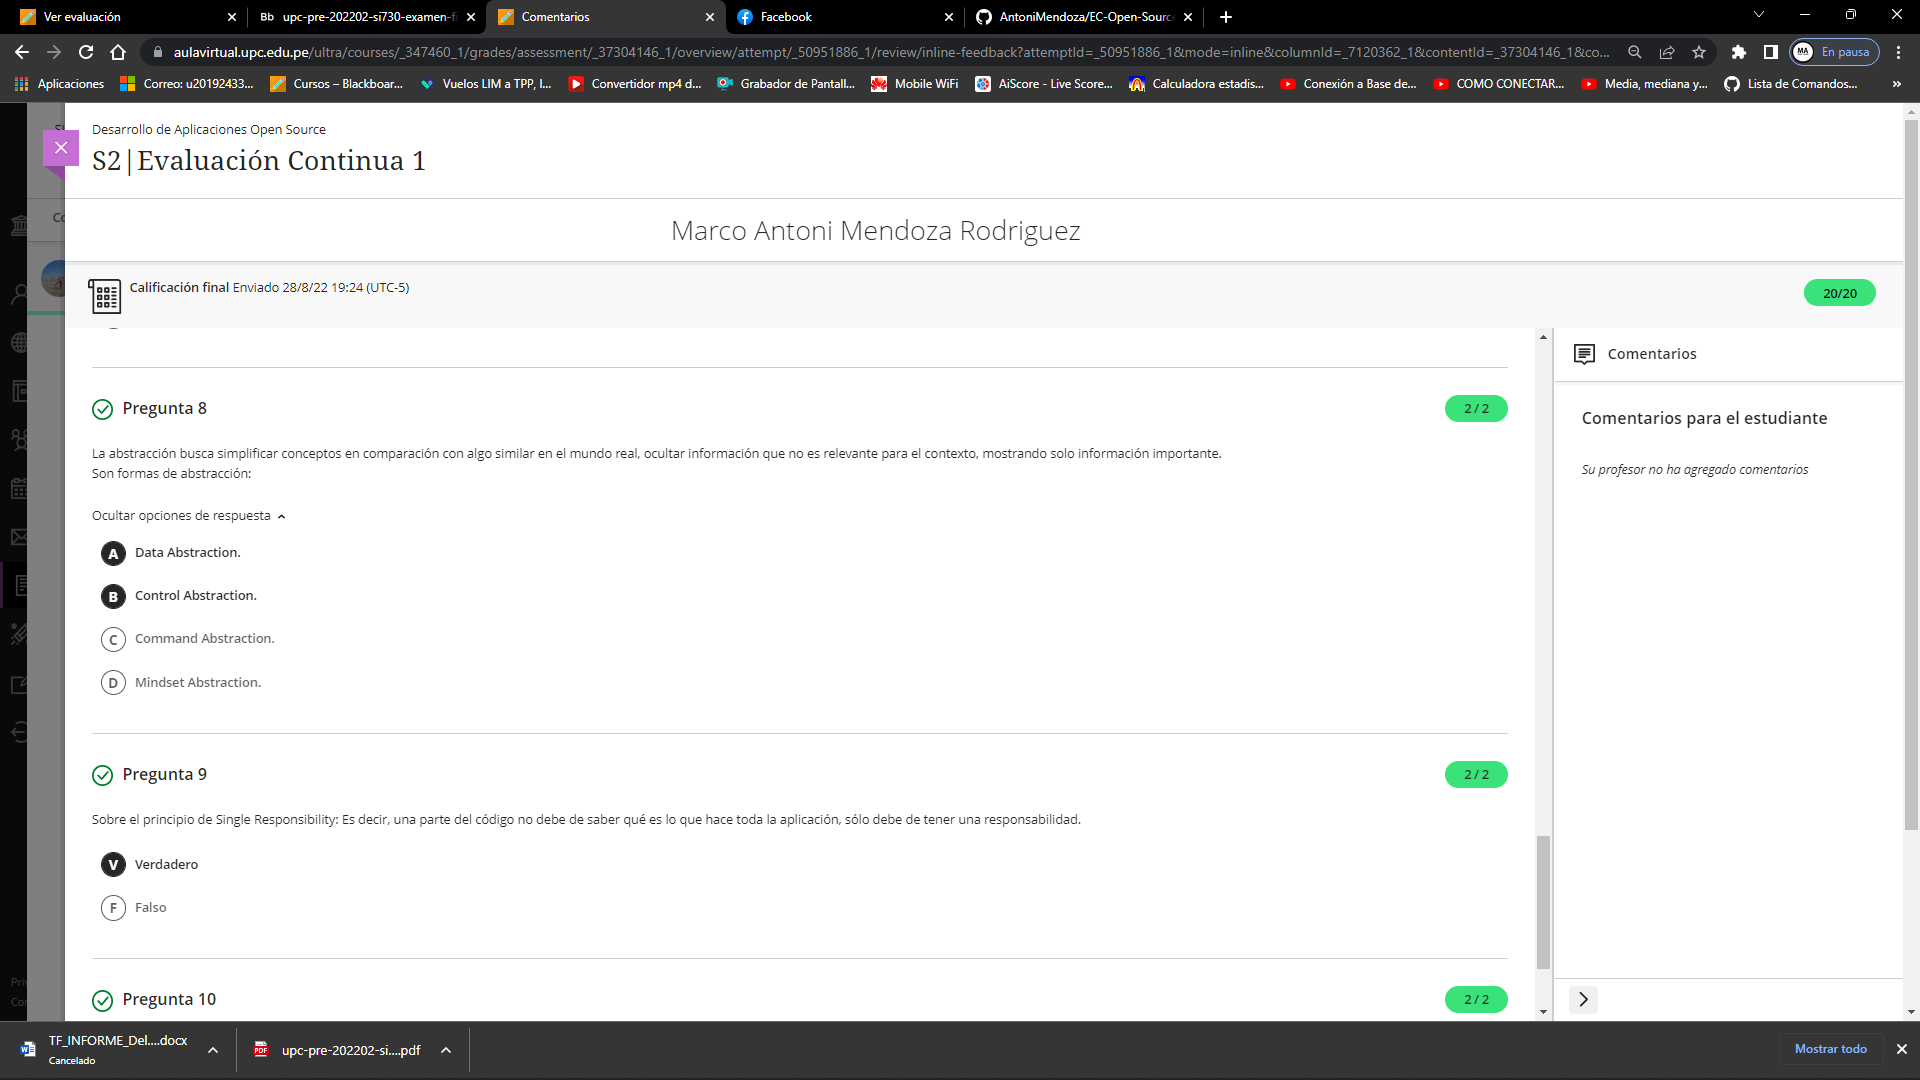 Ver evaluación
Bb upc-pre-202202-si730-examen-fi
Comentarios
Facebook
AntoniMendoza/EC-Open-Source
aulavirtual.upc.edu.pe/ultra/courses/_347460_1/grades/assessment/_37304146_1/overview/attempt/_50951886_1/review/inline-feedback?attemptId=_50951886_1&mode=inline&columnId=_7120362_1&contentId=_37304146_1&co...
MA En pausa
Aplicaciones
Correo: u20192433...
Cursos – Blackboar...
Vuelos LIM a TPP, l...
Convertidor mp4 d...
Grabador de Pantall...
Mobile WiFi
AiScore - Live Score...
Calculadora estadis...
Conexión a Base de...
COMO CONECTAR...
Media, mediana y...
Lista de Comandos...
»
Desarrollo de Aplicaciones Open Source
S2|Evaluación Continua 1
Marco Antoni Mendoza Rodriguez
Calificación final Enviado 28/8/22 19:24 (UTC-5)
20/20
Comentarios
Comentarios para el estudiante
Su profesor no ha agregado comentarios
Pregunta 8
2 / 2
La abstracción busca simplificar conceptos en comparación con algo similar en el mundo real, ocultar información que no es relevante para el contexto, mostrando solo información importante.
Son formas de abstracción:
Ocultar opciones de respuesta
A Data Abstraction.
B Control Abstraction.
C Command Abstraction.
D Mindset Abstraction.
Pregunta 9
2 / 2
Sobre el principio de Single Responsibility: Es decir, una parte del código no debe de saber qué es lo que hace toda la aplicación, sólo debe de tener una responsabilidad.
V Verdadero
F Falso
Pregunta 10
2 / 2
Pri
Co
TF_INFORME_Del....docx
Cancelado
PDF
upc-pre-202202-si....pdf
Mostrar todo